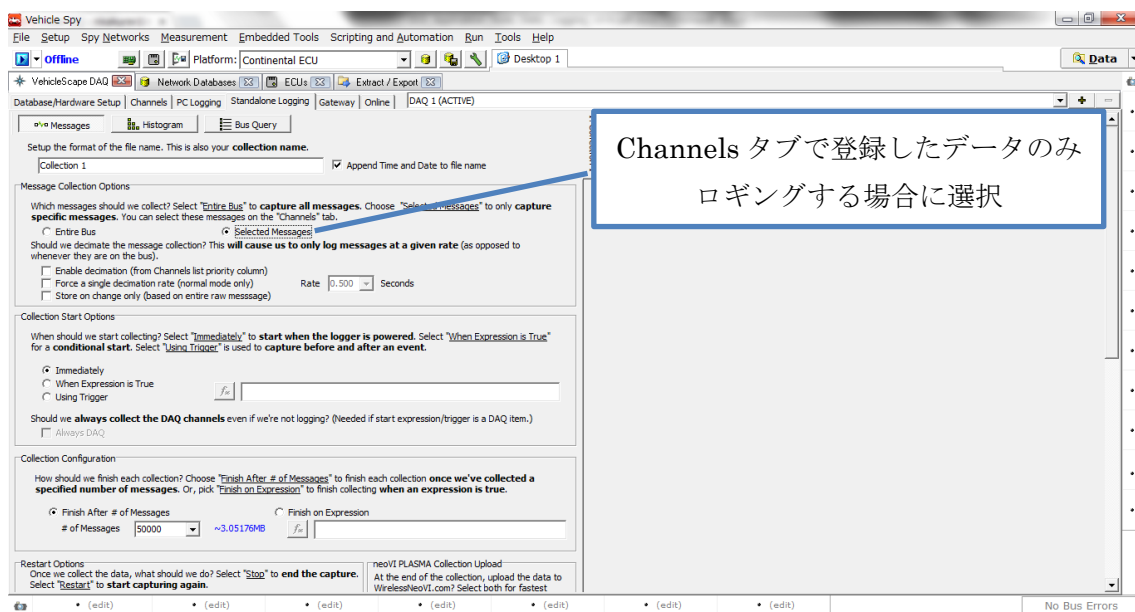 Vehicle Spy
File Setup Spy Networks Measurement Embedded Tools Scripting and Automation Run Tools Help
Offline Platform: Continental ECU Desktop 1 Data
VehicleScape DAQ Network Databases ECUs Extract / Export
Database/Hardware Setup Channels PC Logging Standalone Logging Gateway Online DAQ 1 (ACTIVE)
Messages Histogram Bus Query
Setup the format of the file name. This is also your collection name.
Collection 1 Append Time and Date to file name
Channels タブで登録したデータのみ
ロギングする場合に選択
Message Collection Options
Which messages should we collect? Select "Entire Bus" to capture all messages. Choose "Selected Messages" to only capture
specific messages. You can select these messages on the "Channels" tab.
Entire Bus Selected Messages
Should we decimate the message collection? This will cause us to only log messages at a given rate (as opposed to
whenever they are on the bus).
Enable decimation (from Channels list priority column)
Force a single decimation rate (normal mode only) Rate 0.500 Seconds
Store on change only (based on entire raw messsage)
Collection Start Options
When should we start collecting? Select "Immediately" to start when the logger is powered. Select "When Expression is True"
for a conditional start. Select "Using Trigger" is used to capture before and after an event.
Immediately
When Expression is True
Using Trigger
Should we always collect the DAQ channels even if we're not logging? (Needed if start expression/trigger is a DAQ item.)
Always DAQ
Collection Configuration
How should we finish each collection? Choose "Finish After # of Messages" to finish each collection once we've collected a
specified number of messages. Or, pick "Finish on Expression" to finish collecting when an expression is true.
Finish After # of Messages Finish on Expression
# of Messages 50000 ~3.05176MB
Restart Options
Once we collect the data, what should we do? Select "Stop" to end the capture.
Select "Restart" to start capturing again.
neoVI PLASMA Collection Upload
At the end of the collection, upload the data to
WirelessNeoVI.com? Select both for fastest
(edit) (edit) (edit) (edit) (edit) (edit) (edit) No Bus Errors